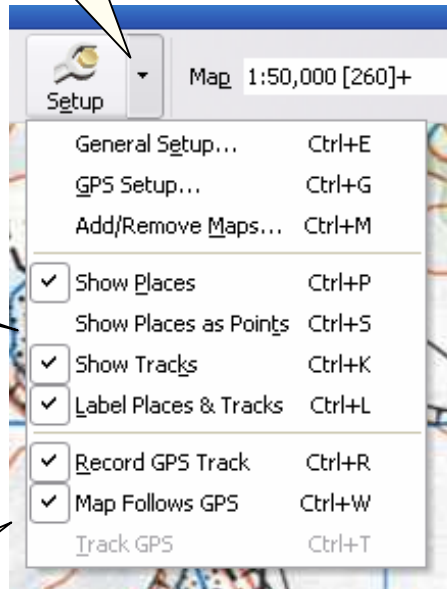 Setup
Map 1:50,000 [260]+
General Setup... Ctrl+E
GPS Setup... Ctrl+G
Add/Remove Maps... Ctrl+M
Show Places Ctrl+P
Show Places as Points Ctrl+S
Show Tracks Ctrl+K
Label Places & Tracks Ctrl+L
Record GPS Track Ctrl+R
Map Follows GPS Ctrl+W
Track GPS Ctrl+T